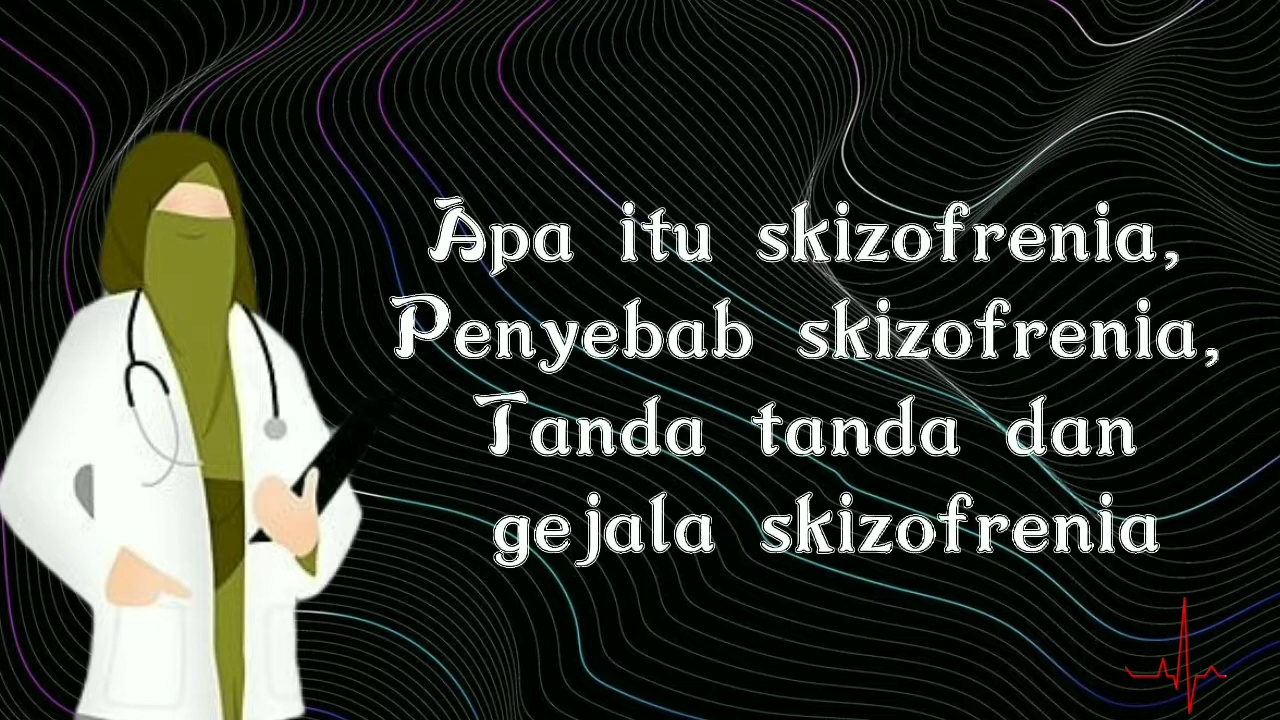 Apa itu skizofrenia,
Penyebab skizofrenia,
Tanda tanda dan
gejala skizofrenia